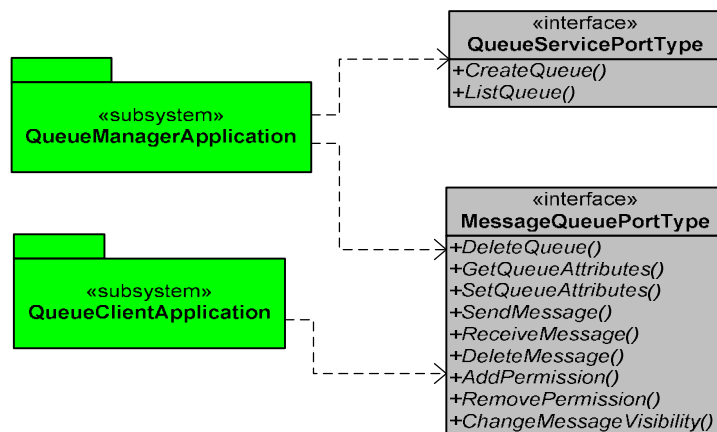 «interface»
QueueServicePortType
+CreateQueue()
+ListQueue()
«subsystem»
QueueManagerApplication
«interface»
MessageQueuePortType
+DeleteQueue()
+GetQueueAttributes()
+SetQueueAttributes()
+SendMessage()
+ReceiveMessage()
+DeleteMessage()
+AddPermission()
+RemovePermission()
+ChangeMessageVisibility()
«subsystem»
QueueClientApplication